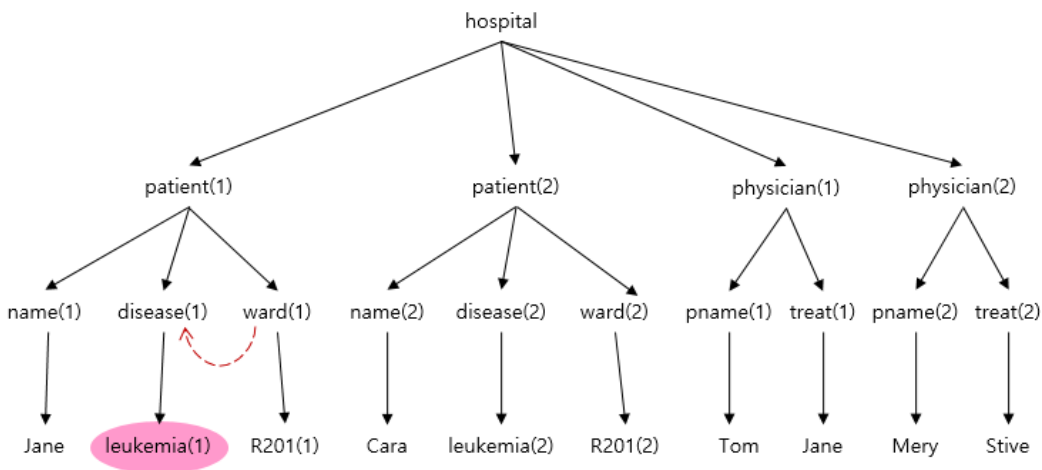 hospital
patient(1) patient(2) physician(1) physician(2)
name(1) disease(1) ward(1) name(2) disease(2) ward(2) pname(1) treat(1) pname(2) treat(2)
Jane leukemia(1) R201(1) Cara leukemia(2) R201(2) Tom Jane Mery Stive